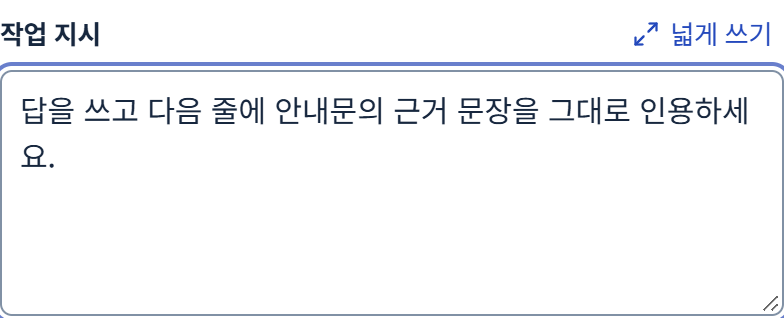 작업 지시
넓게 쓰기
답을 쓰고 다음 줄에 안내문의 근거 문장을 그대로 인용하세
요.